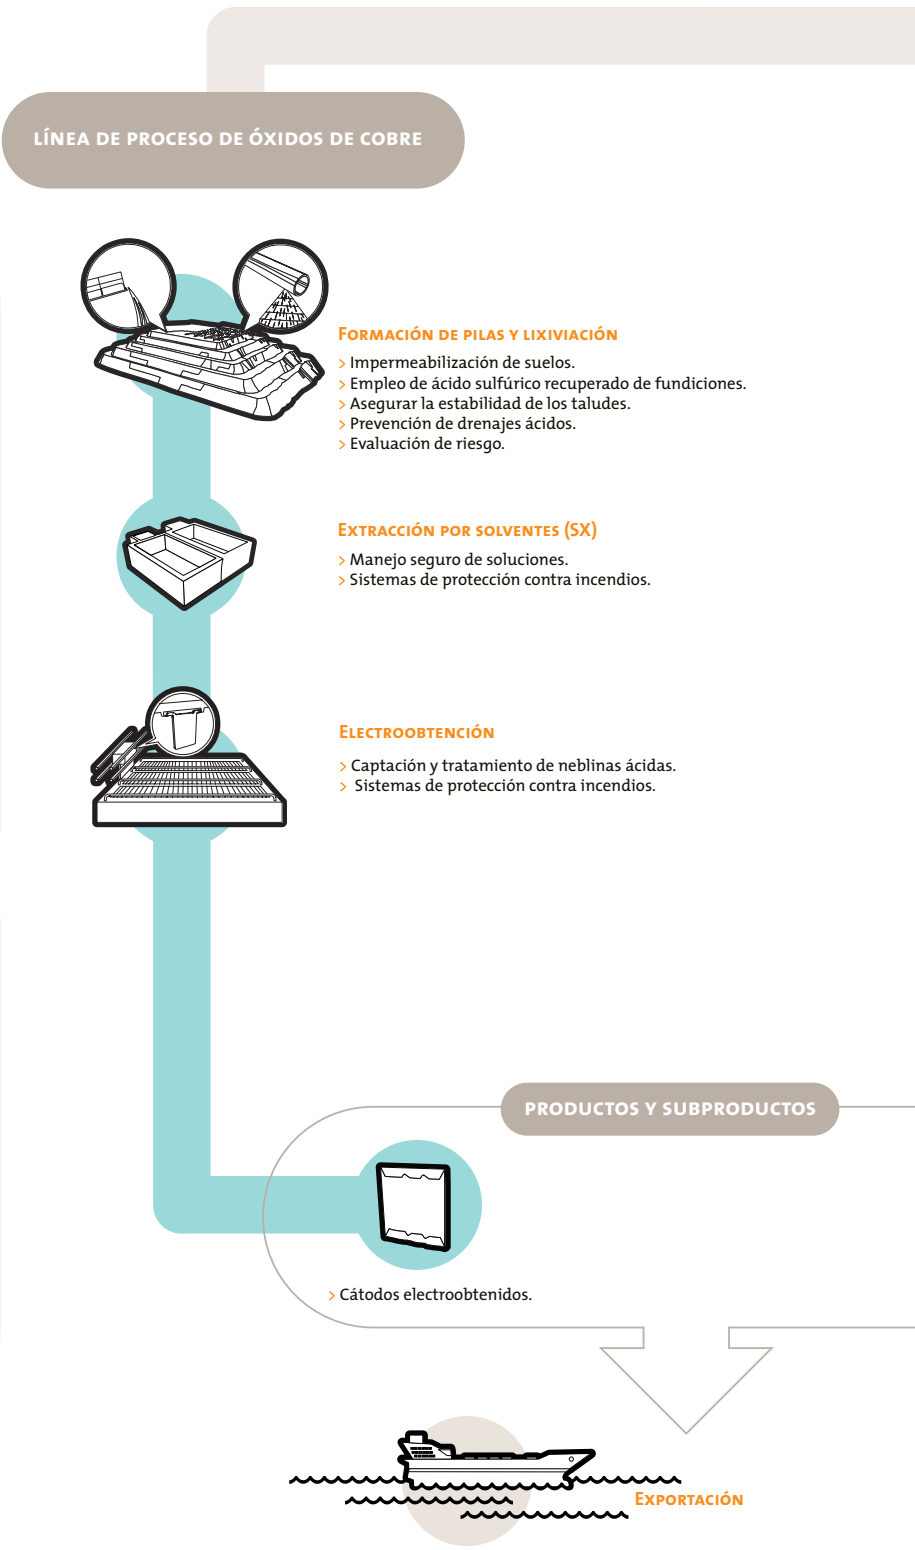 LÍNEA DE PROCESO DE ÓXIDOS DE COBRE
FORMACIÓN DE PILAS Y LIXIVIACIÓN
> Impermeabilización de suelos.
> Empleo de ácido sulfúrico recuperado de fundiciones.
> Asegurar la estabilidad de los taludes.
> Prevención de drenajes ácidos.
> Evaluación de riesgo.
EXTRACCIÓN POR SOLVENTES (SX)
> Manejo seguro de soluciones.
> Sistemas de protección contra incendios.
ELECTROOBTENCIÓN
> Captación y tratamiento de neblinas ácidas.
> Sistemas de protección contra incendios.
PRODUCTOS Y SUBPRODUCTOS
> Cátodos electroobtenidos.
EXPORTACIÓN